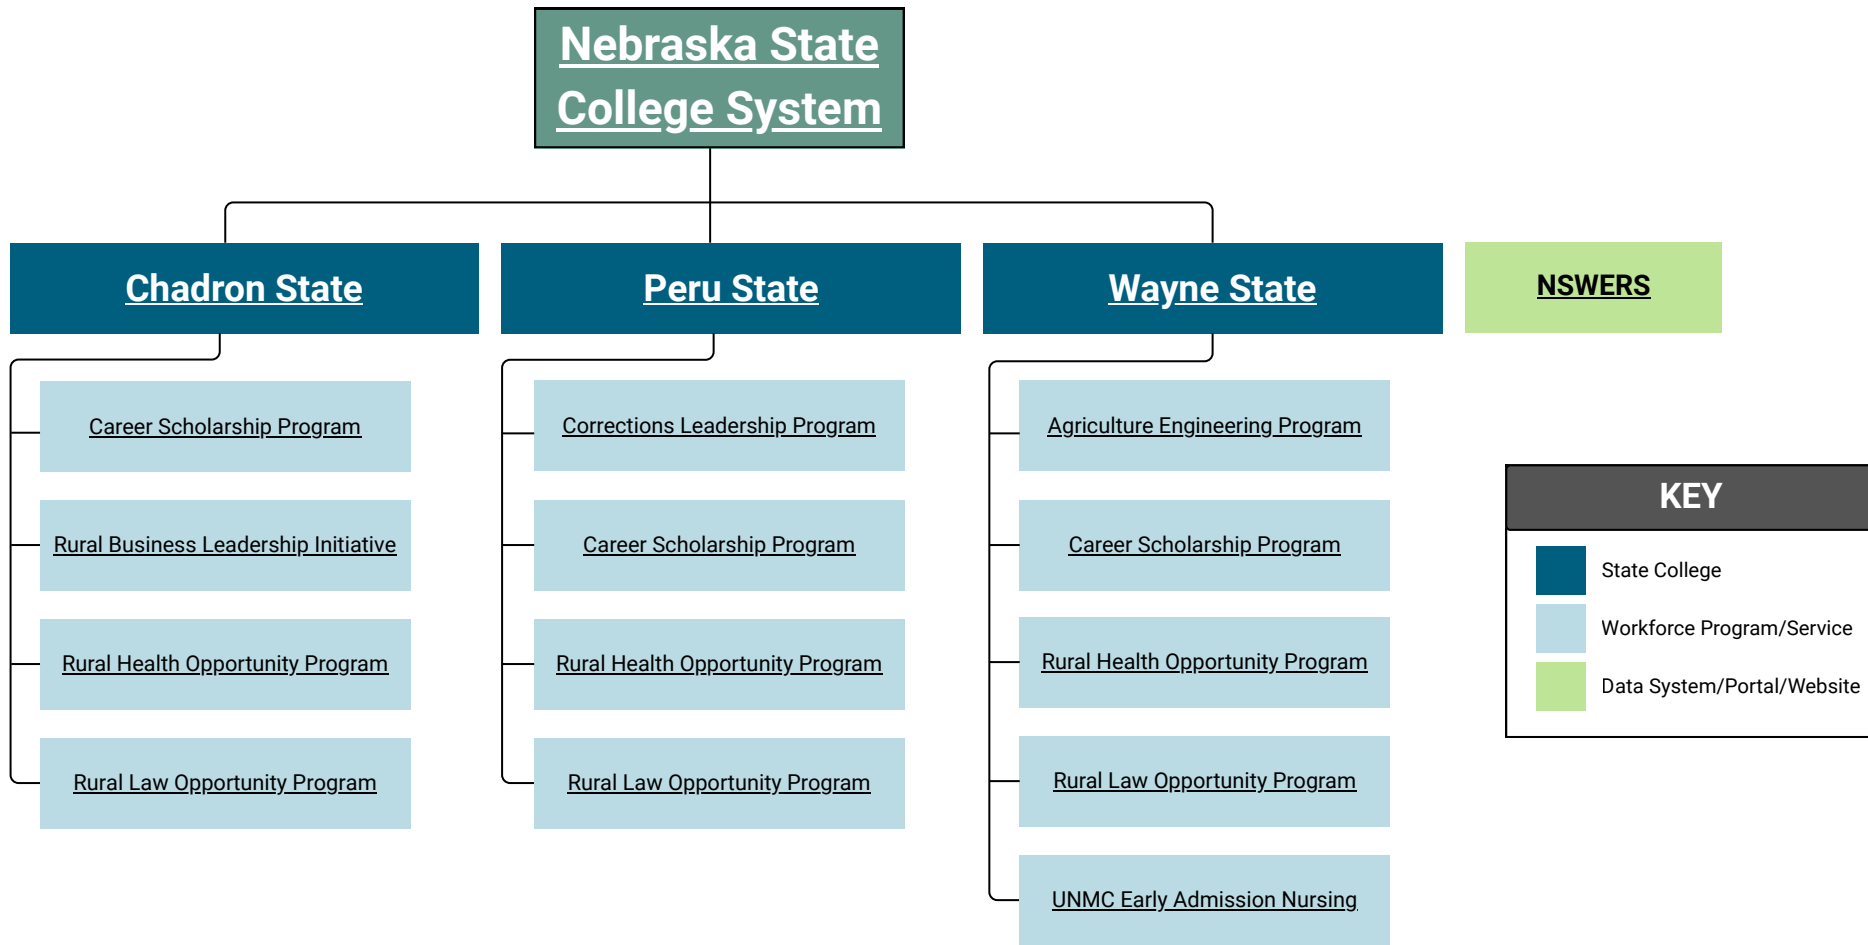 Nebraska State
College System
Chadron State
Peru State
Wayne State
NSWERS
Career Scholarship Program
Rural Business Leadership Initiative
Rural Health Opportunity Program
Rural Law Opportunity Program
Corrections Leadership Program
Career Scholarship Program
Rural Health Opportunity Program
Rural Law Opportunity Program
Agriculture Engineering Program
Career Scholarship Program
Rural Health Opportunity Program
Rural Law Opportunity Program
UNMC Early Admission Nursing
KEY
State College
Workforce Program/Service
Data System/Portal/Website